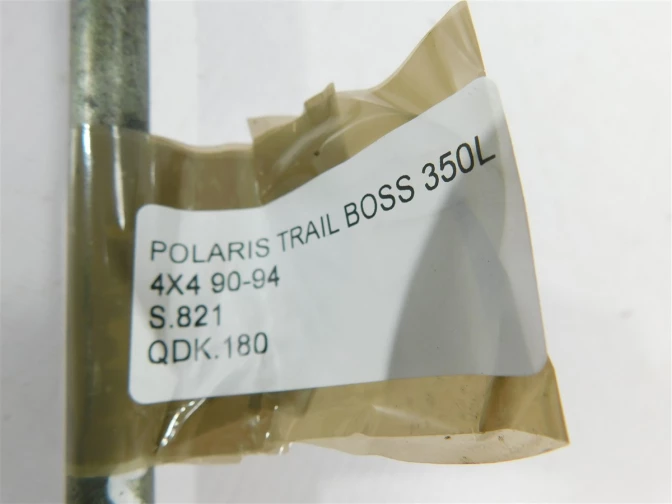 POLARIS TRAIL BOSS 350L
4X4 90-94
S.821
QDK.180